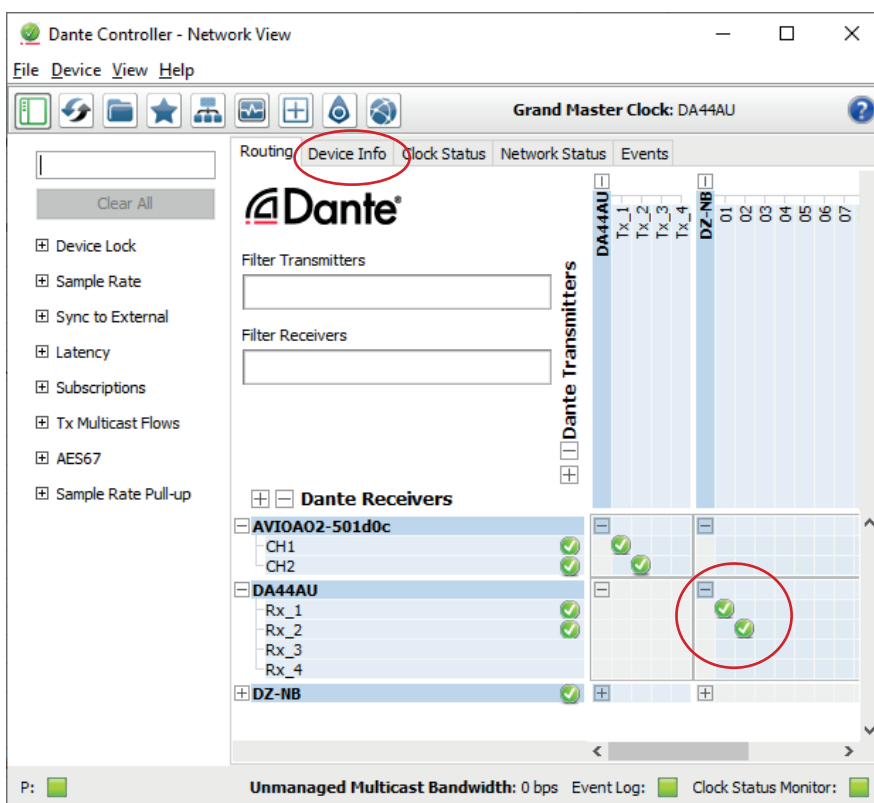 Dante Controller - Network View
File Device View Help
Grand Master Clock: DA44AU
?
Routing Device Info Clock Status Network Status Events
Clear All
Device Lock
Sample Rate
Sync to External
Latency
Subscriptions
Tx Multicast Flows
AES67
Sample Rate Pull-up
Dante®
Filter Transmitters
Filter Receivers
Dante Transmitters
DA44AU
Tx_1
Tx_2
Tx_3
Tx_4
DZ-NB
01
02
03
04
05
06
07
Dante Receivers
AVIOAO2-501d0c
CH1
CH2
DA44AU
Rx_1
Rx_2
Rx_3
Rx_4
DZ-NB
P:
Unmanaged Multicast Bandwidth: 0 bps Event Log: Clock Status Monitor: